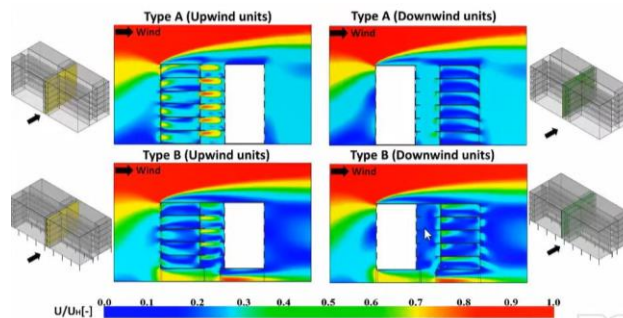 Type A (Upwind units)
Type A (Downwind units)
Wind
Wind
Type B (Upwind units)
Type B (Downwind units)
Wind
Wind
U/UH[-]
0.0 0.1 0.2 0.3 0.4 0.5 0.6 0.7 0.8 0.9 1.0